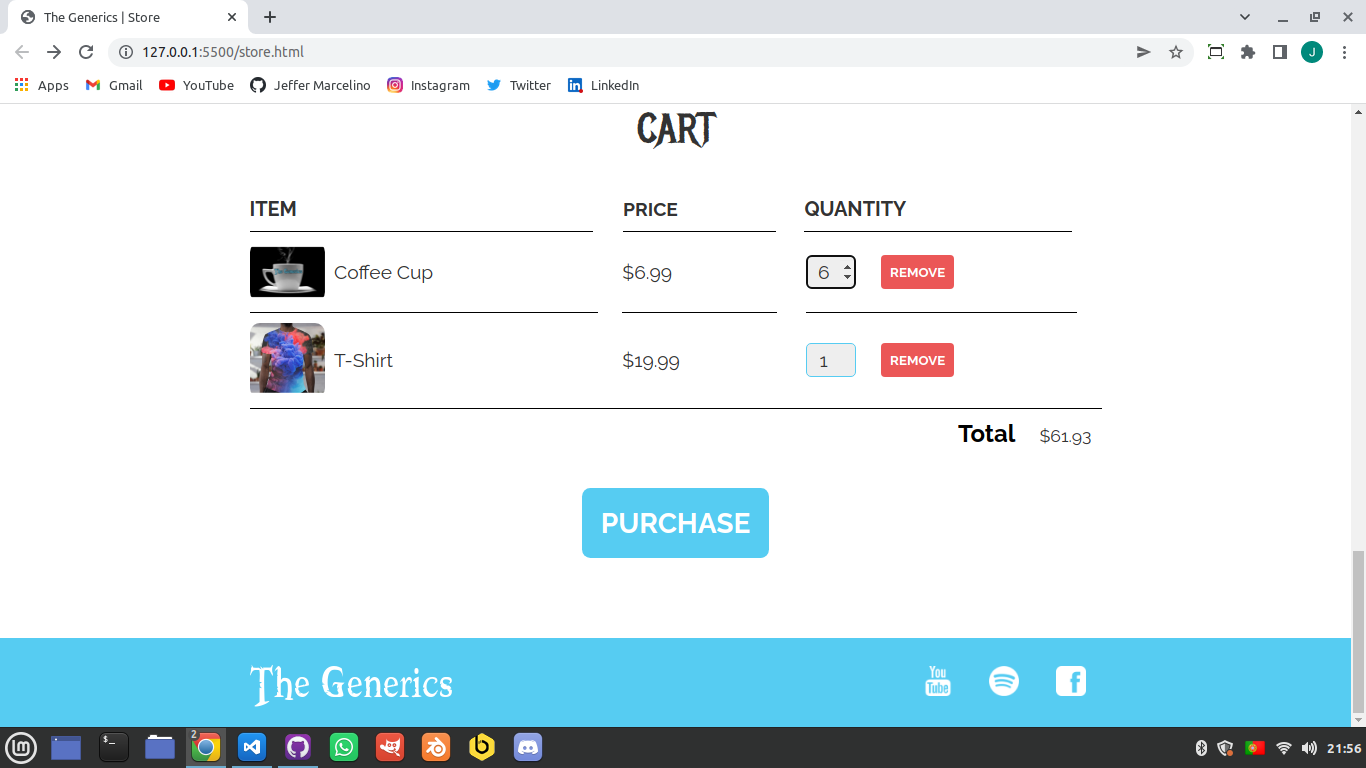 The Generics | Store
127.0.0.1:5500/store.html
J
Apps Gmail YouTube Jeffer Marcelino Instagram Twitter LinkedIn
CART
ITEM PRICE QUANTITY
Coffee Cup $6.99 6 REMOVE
T-Shirt $19.99 1 REMOVE
Total $61.93
PURCHASE
The Generics You Tube f
2
21:56